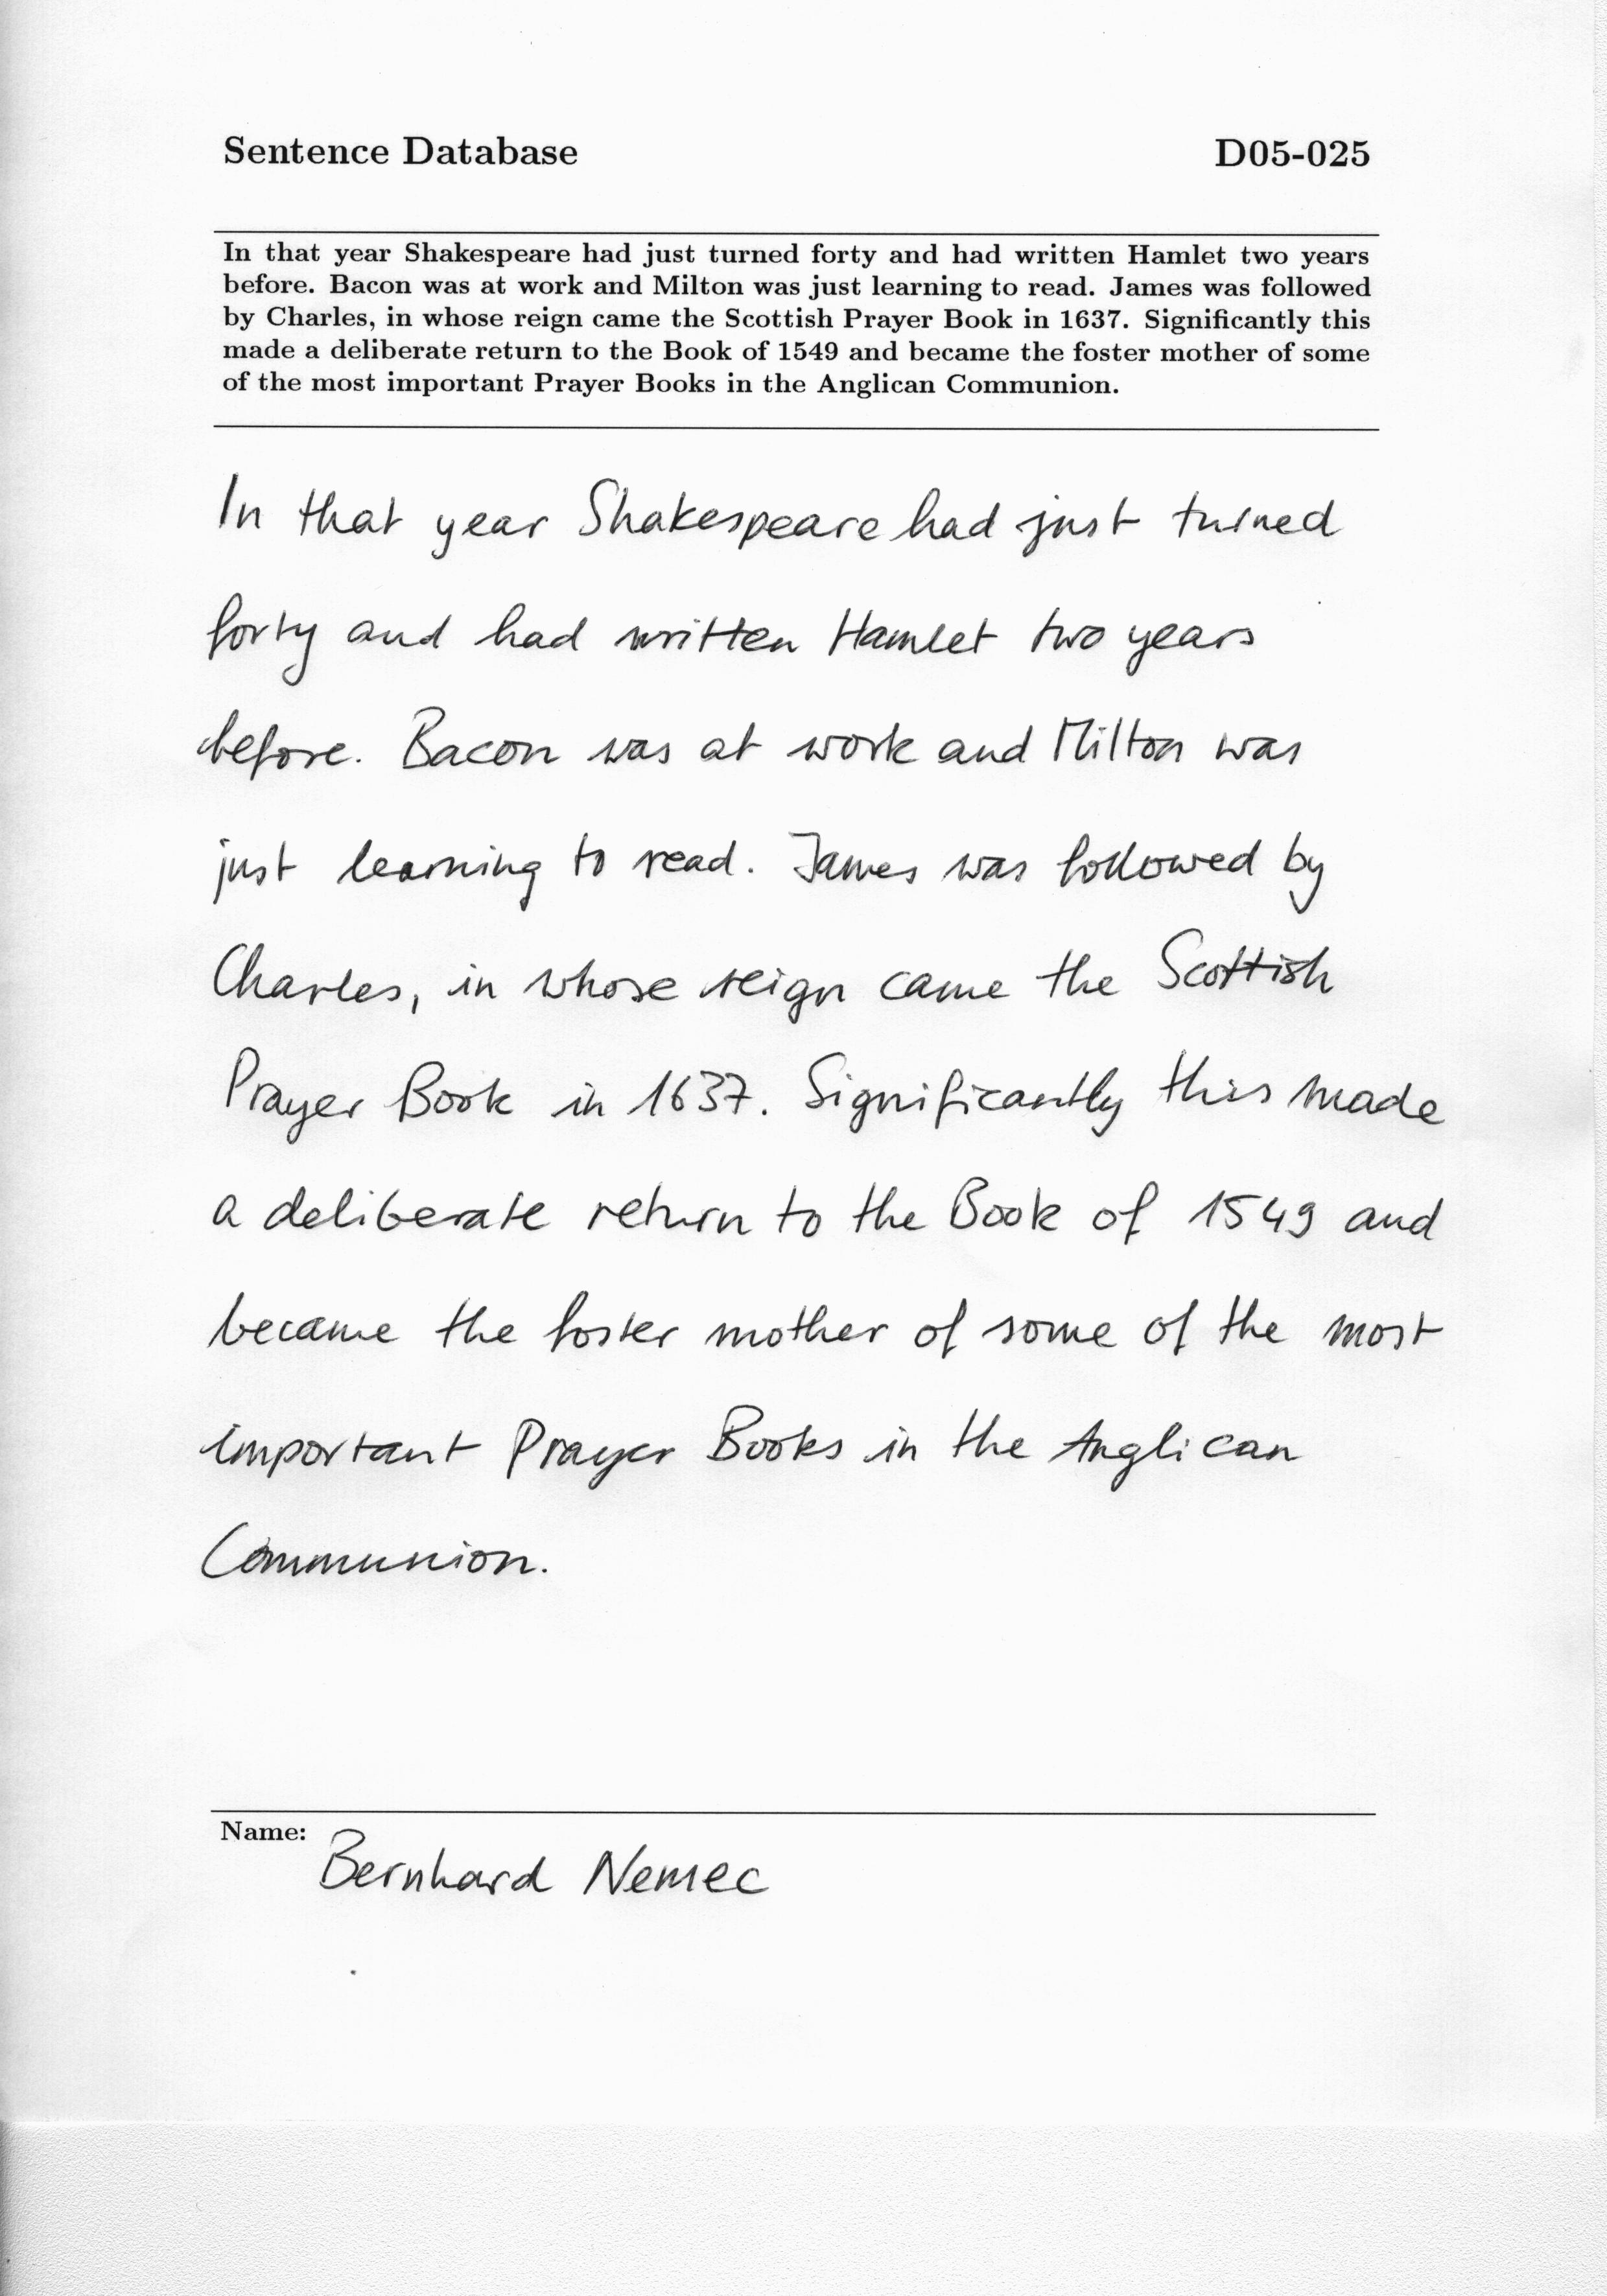 Sentence Database D05-025
In that year Shakespeare had just turned forty and had written Hamlet two years
before. Bacon was at work and Milton was just learning to read. James was followed
by Charles, in whose reign came the Scottish Prayer Book in 1637. Significantly this
made a deliberate return to the Book of 1549 and became the foster mother of some
of the most important Prayer Books in the Anglican Communion.
In that year Shakespeare had just turned
forty and had written Hamlet two years
before. Bacon was at work and Milton was
just learning to read. James was followed by
Charles, in whose reign came the Scottish
Prayer Book in 1637. Significantly this made
a deliberate return to the Book of 1549 and
became the foster mother of some of the most
important Prayer Books in the Anglican
Communion.
Name:
Bernhard Nemec